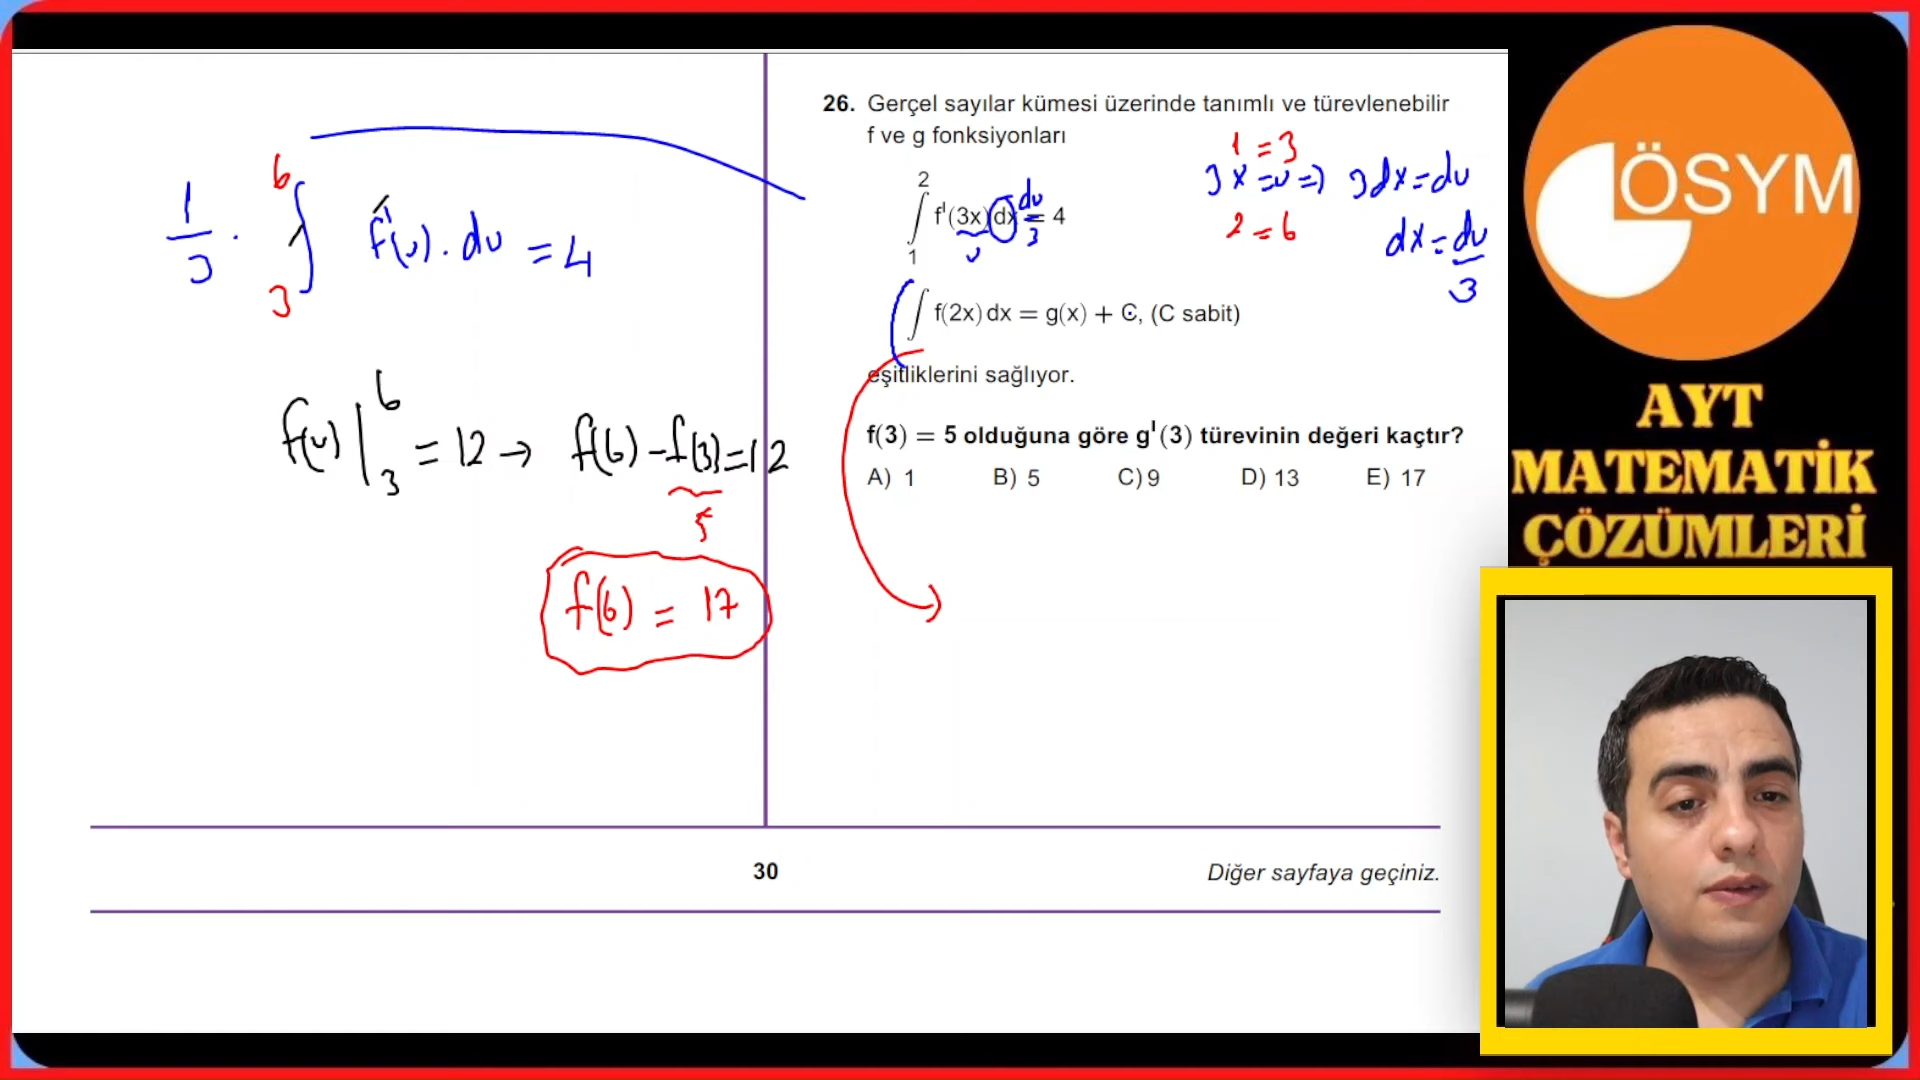 26. Gerçel sayılar kümesi üzerinde tanımlı ve türevlenebilir
f ve g fonksiyonları
1 = 3
3x = u ⇒ 3dx = du
2 = 6
dx = du/3
∫₁² f'(3x) dx = 4
du/3
u
∫ f(2x) dx = g(x) + C, (C sabit)
eşitliklerini sağlıyor.
f(3) = 5 olduğuna göre g'(3) türevinin değeri kaçtır?
A) 1 B) 5 C) 9 D) 13 E) 17
1/3 · ∫₃⁶ f'(u) · du = 4
f(u) |₃⁶ = 12 → f(6) − f(3) = 12
5
f(6) = 17
30
Diğer sayfaya geçiniz.
ÖSYM
AYT
MATEMATİK
ÇÖZÜMLERİ